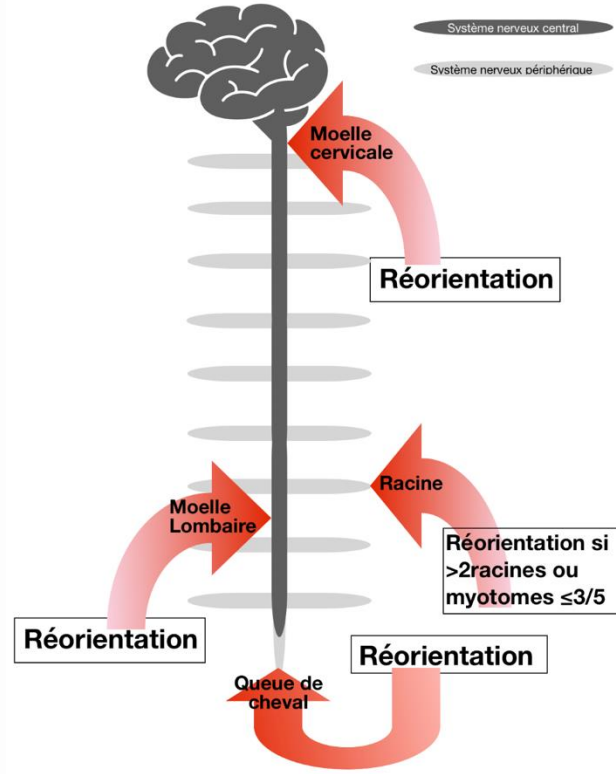 Système nerveux central
Système nerveux périphérique
Moelle
cervicale
Réorientation
Racine
Moelle
Lombaire
Réorientation si
>2racines ou
myotomes ≤3/5
Réorientation
Réorientation
Queue de
cheval